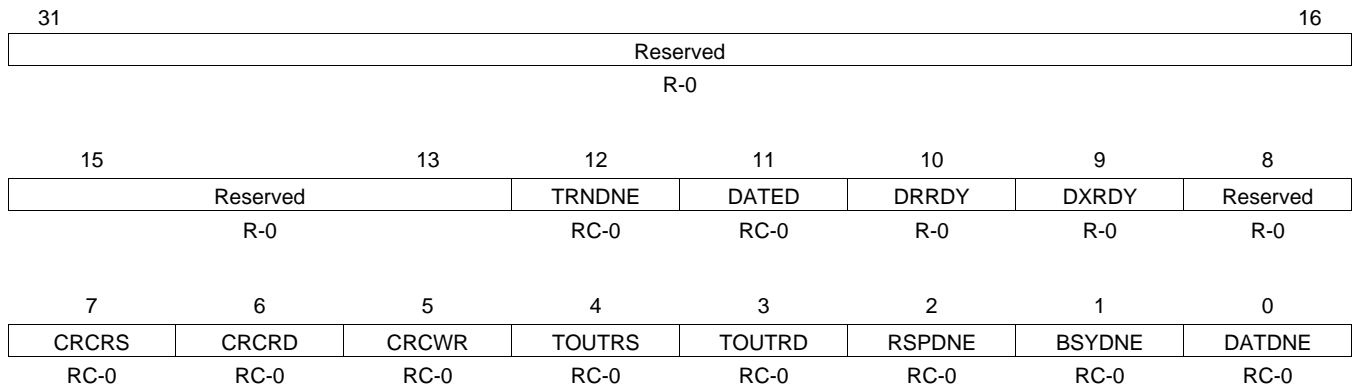 31 16
Reserved
R-0
15 13 12 11 10 9 8
Reserved TRNDNE DATED DRRDY DXRDY Reserved
R-0 RC-0 RC-0 R-0 R-0 R-0
7 6 5 4 3 2 1 0
CRCRS CRCRD CRCWR TOUTRS TOUTRD RSPDNE BSYDNE DATDNE
RC-0 RC-0 RC-0 RC-0 RC-0 RC-0 RC-0 RC-0